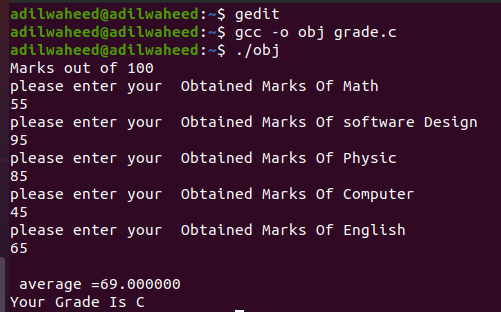 adilwaheed@adilwaheed:~$ gedit
adilwaheed@adilwaheed:~$ gcc -o obj grade.c
adilwaheed@adilwaheed:~$ ./obj
Marks out of 100
please enter your  Obtained Marks Of Math
55
please enter your  Obtained Marks Of software Design
95
please enter your  Obtained Marks Of Physic
85
please enter your  Obtained Marks Of Computer
45
please enter your  Obtained Marks Of English
65
 average =69.000000
Your Grade Is C